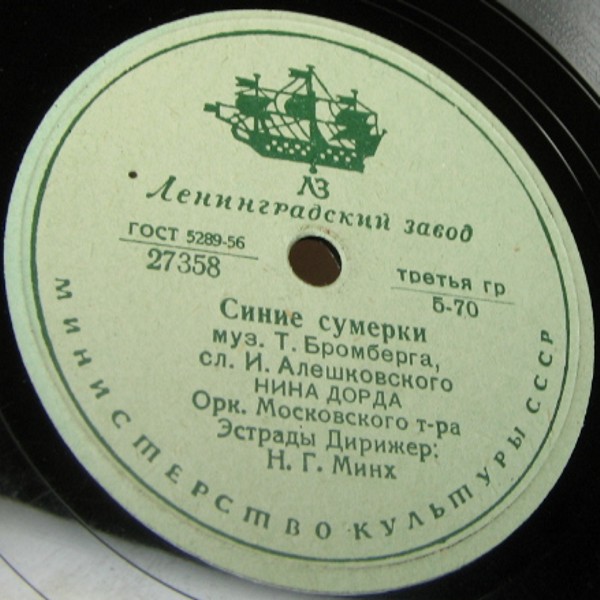 ЛЗ
Ленинградский завод
ГОСТ 5289-56
27358
третья гр
5-70
Синие сумерки
муз. Т. Бромберга,
сл. И. Алешковского
НИНА ДОРДА
Орк. Московского т-ра
Эстрады Дирижер:
Н. Г. Минх
МИНИСТЕРСТВО КУЛЬТУРЫ СССР